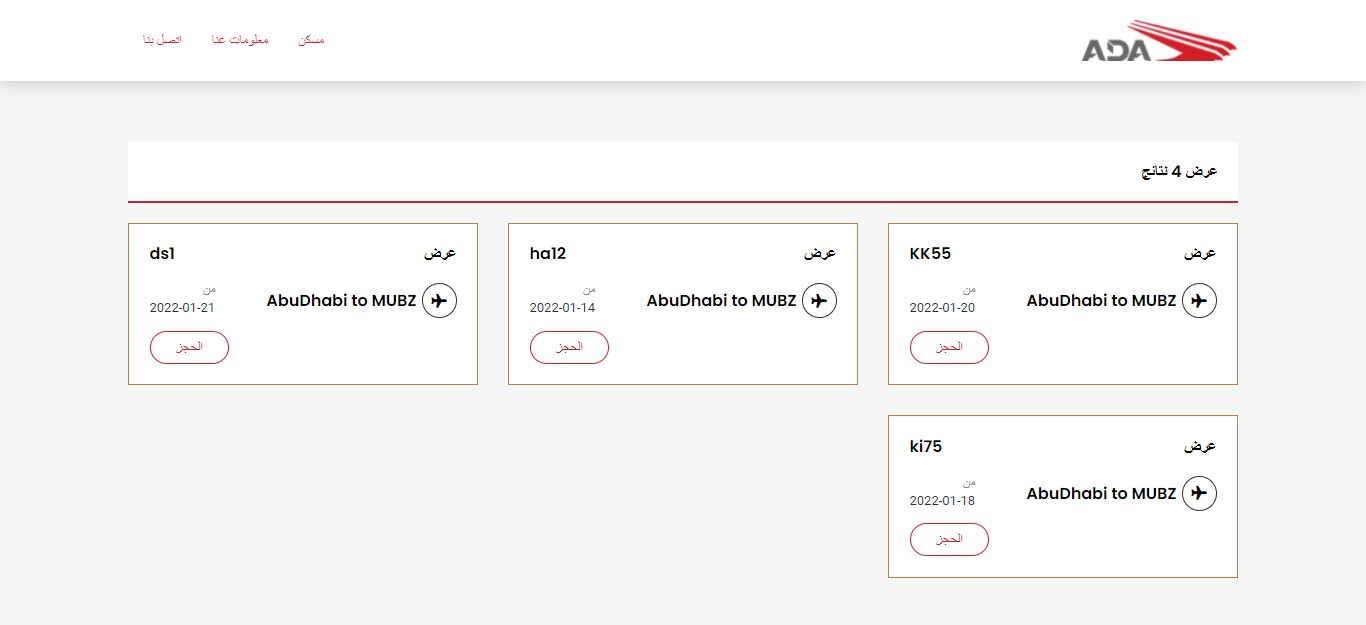 ADA
مسكن
معلومات عنا
اتصل بنا
عرض 4 نتائج
عرض KK55
AbuDhabi to MUBZ
من
2022-01-20
الحجز
عرض ha12
AbuDhabi to MUBZ
من
2022-01-14
الحجز
عرض ds1
AbuDhabi to MUBZ
من
2022-01-21
الحجز
عرض ki75
AbuDhabi to MUBZ
من
2022-01-18
الحجز